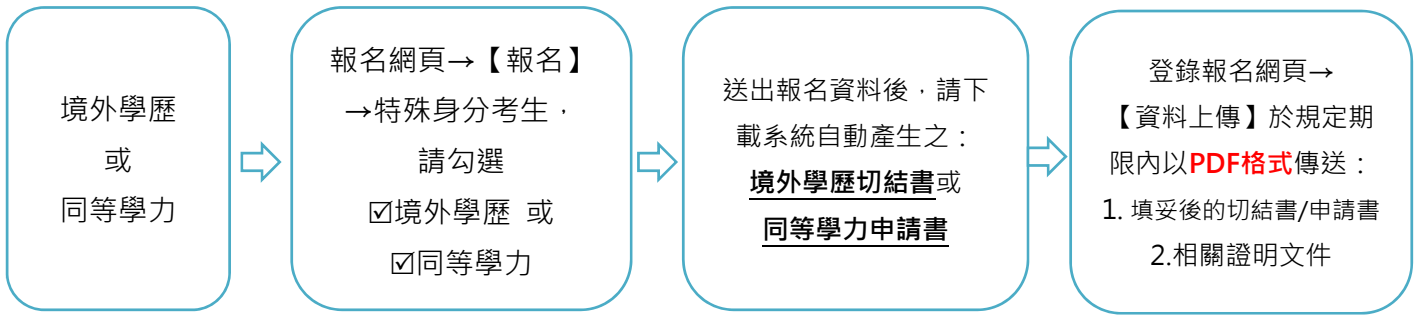 境外學歷
或
同等學力
報名網頁→【報名】
→特殊身分考生，
請勾選
☑境外學歷 或
☑同等學力
送出報名資料後，請下
載系統自動產生之：
境外學歷切結書或
同等學力申請書
登錄報名網頁→
【資料上傳】於規定期
限內以PDF格式傳送：
1. 填妥後的切結書/申請書
2.相關證明文件